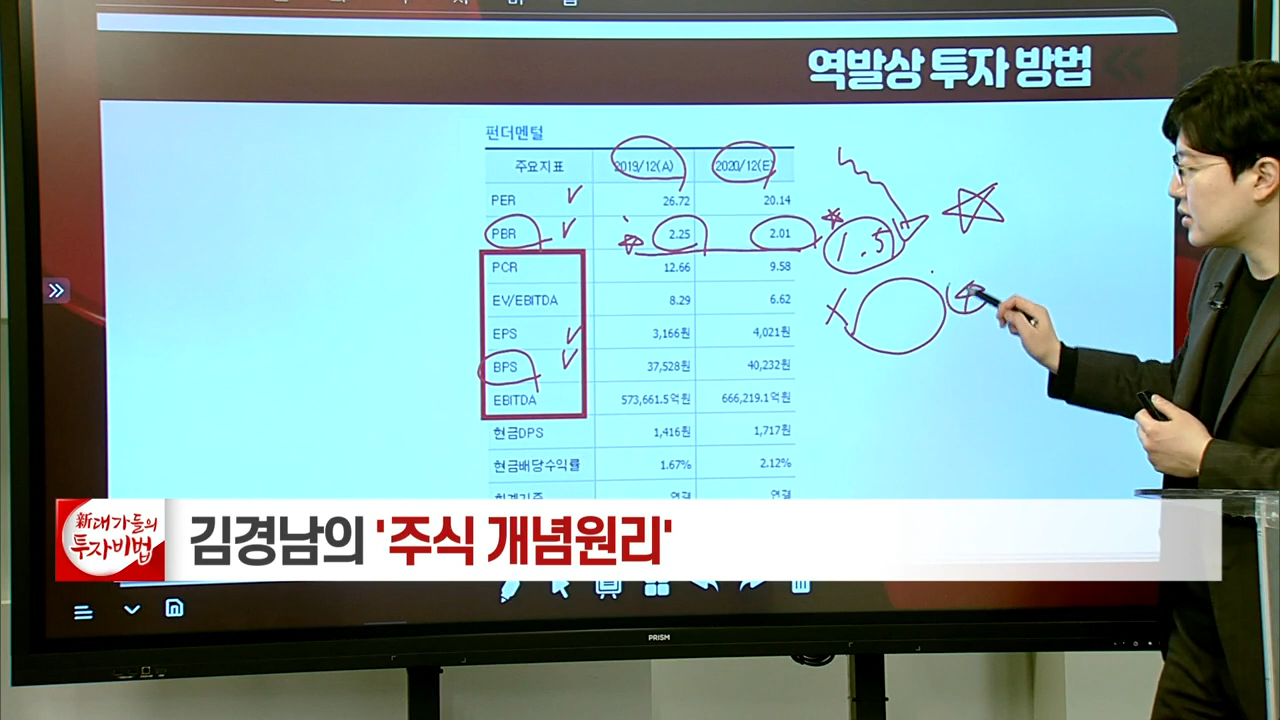 역발상 투자 방법
펀더멘털
주요지표 2019/12(A) 2020/12(E)
PER 26.72 20.14
PBR 2.25 2.01
1.5
PCR 12.66 9.58
EV/EBITDA 8.29 6.62
EPS 3,166원 4,021원
BPS 37,528원 40,232원
EBITDA 573,661.5억원 666,219.1억원
현금DPS 1,416원 1,717원
현금배당수익률 1.67% 2.12%
新대가들의
투자비법
김경남의 '주식 개념원리'
PRISM